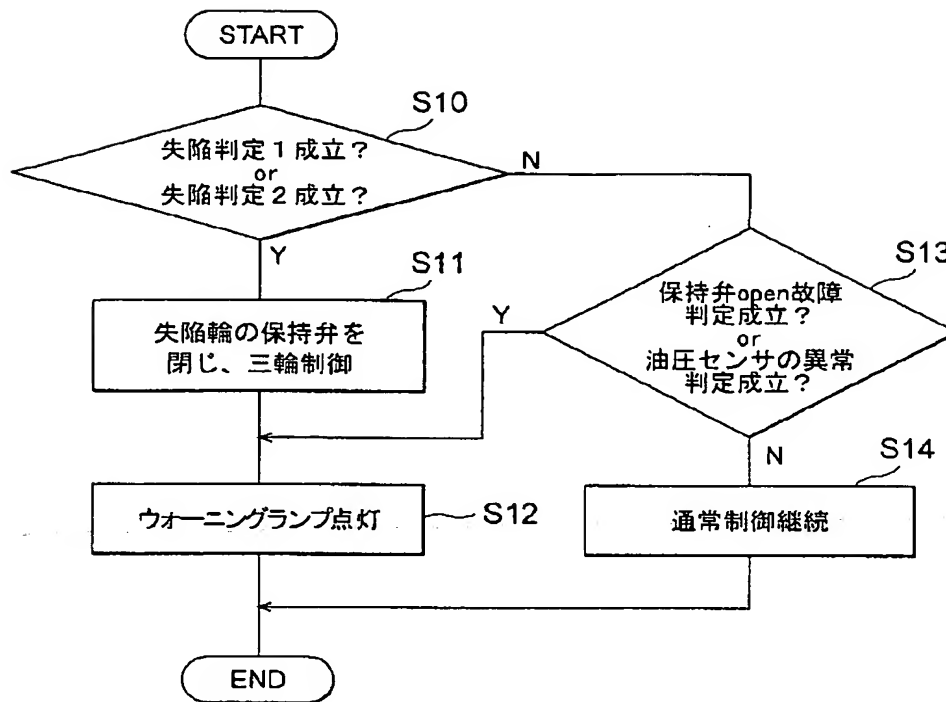 START
S10
失陥判定1成立?
or
失陥判定2成立?
N
Y
S11
失陥輪の保持弁を
閉じ、三輪制御
S13
保持弁open故障
判定成立?
or
油圧センサの異常
判定成立?
Y
N
ウォーニングランプ点灯
S12
S14
通常制御継続
END